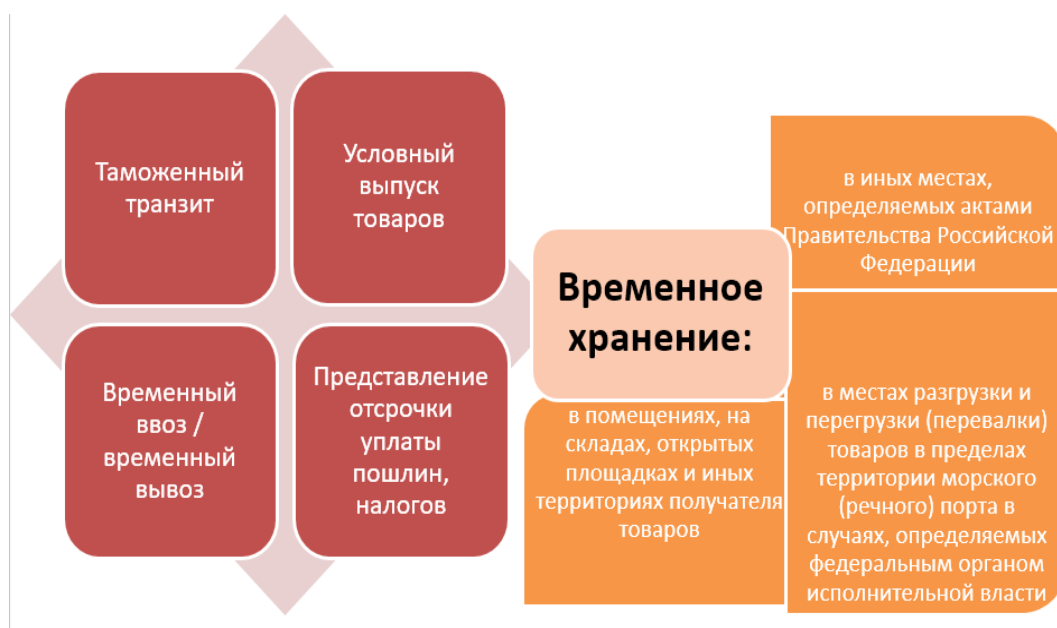 Таможенный
транзит
Условный
выпуск
товаров
Временный
ввоз /
временный
вывоз
Представление
отсрочки
уплаты
пошлин,
налогов
Временное
хранение:
в иных местах,
определяемых актами
Правительства Российской
Федерации
в помещениях, на
складах, открытых
площадках и иных
территориях получателя
товаров
в местах разгрузки и
перегрузки (перевалки)
товаров в пределах
территории морского
(речного) порта в
случаях, определяемых
федеральным органом
исполнительной власти